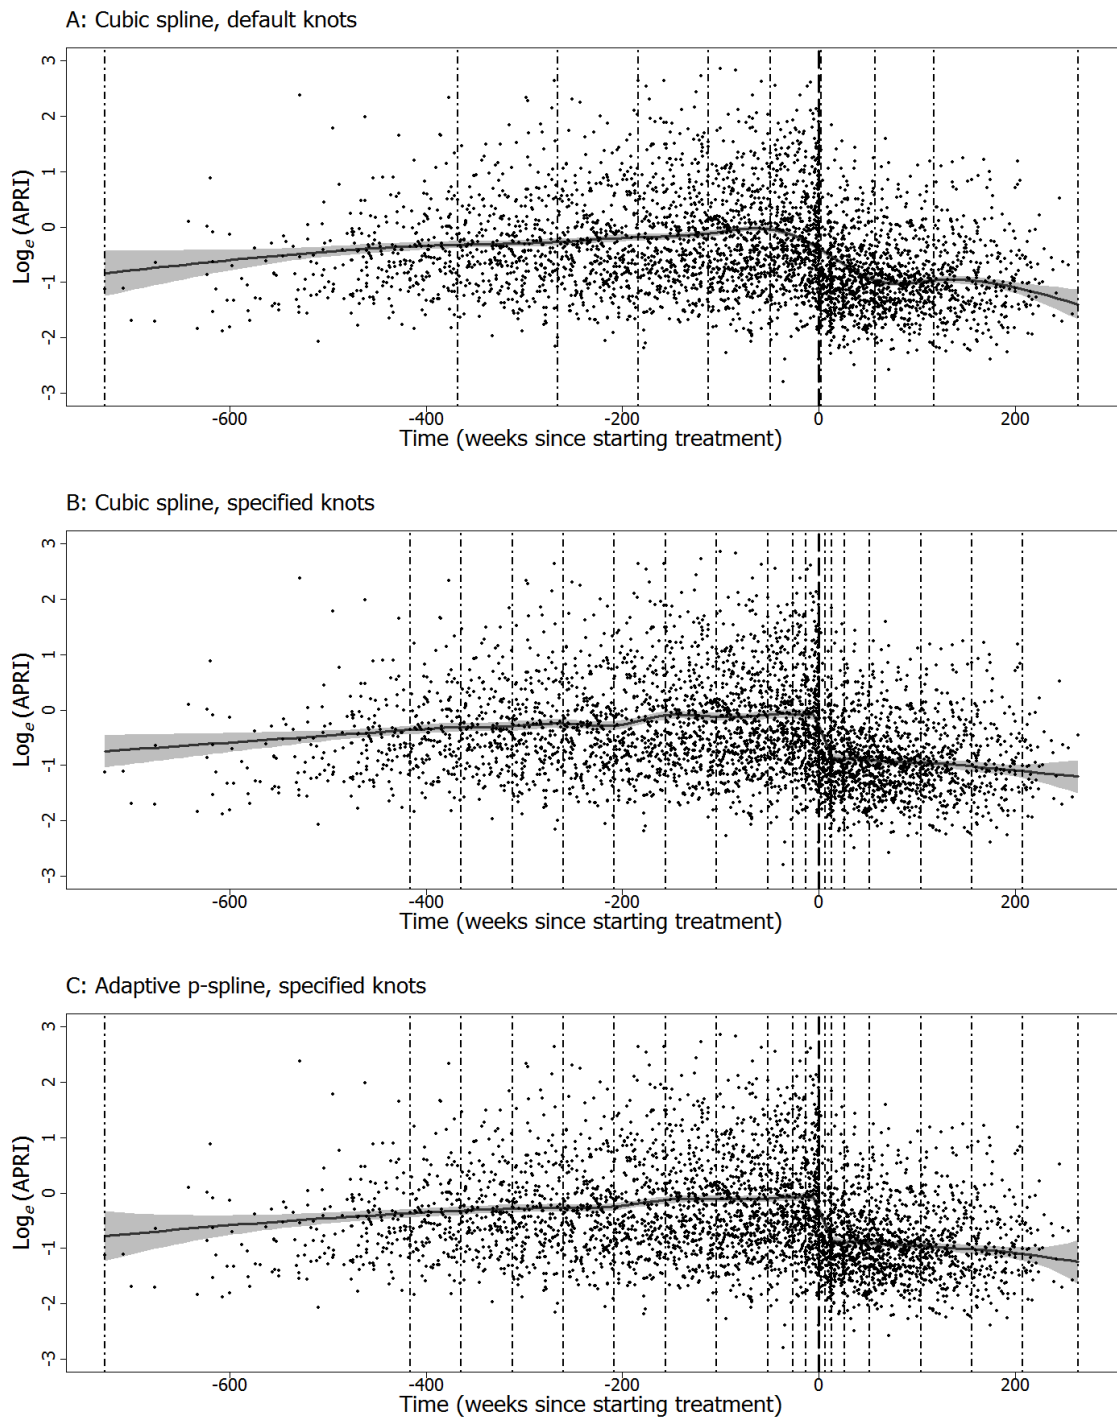 A: Cubic spline, default knots
3
2
1
0
-1
-2
-3
Logₑ (APRI)
-600 -400 -200 0 200
Time (weeks since starting treatment)
B: Cubic spline, specified knots
3
2
1
0
-1
-2
-3
Logₑ (APRI)
-600 -400 -200 0 200
Time (weeks since starting treatment)
C: Adaptive p-spline, specified knots
3
2
1
0
-1
-2
-3
Logₑ (APRI)
-600 -400 -200 0 200
Time (weeks since starting treatment)